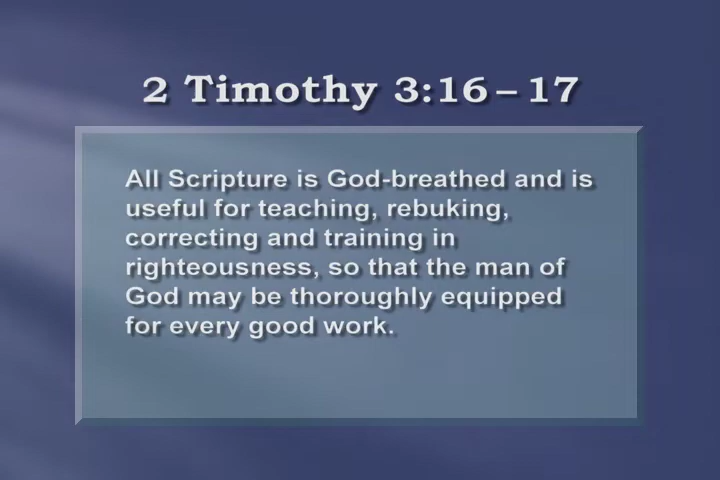 2 Timothy 3:16–17
All Scripture is God-breathed and is
useful for teaching, rebuking,
correcting and training in
righteousness, so that the man of
God may be thoroughly equipped
for every good work.